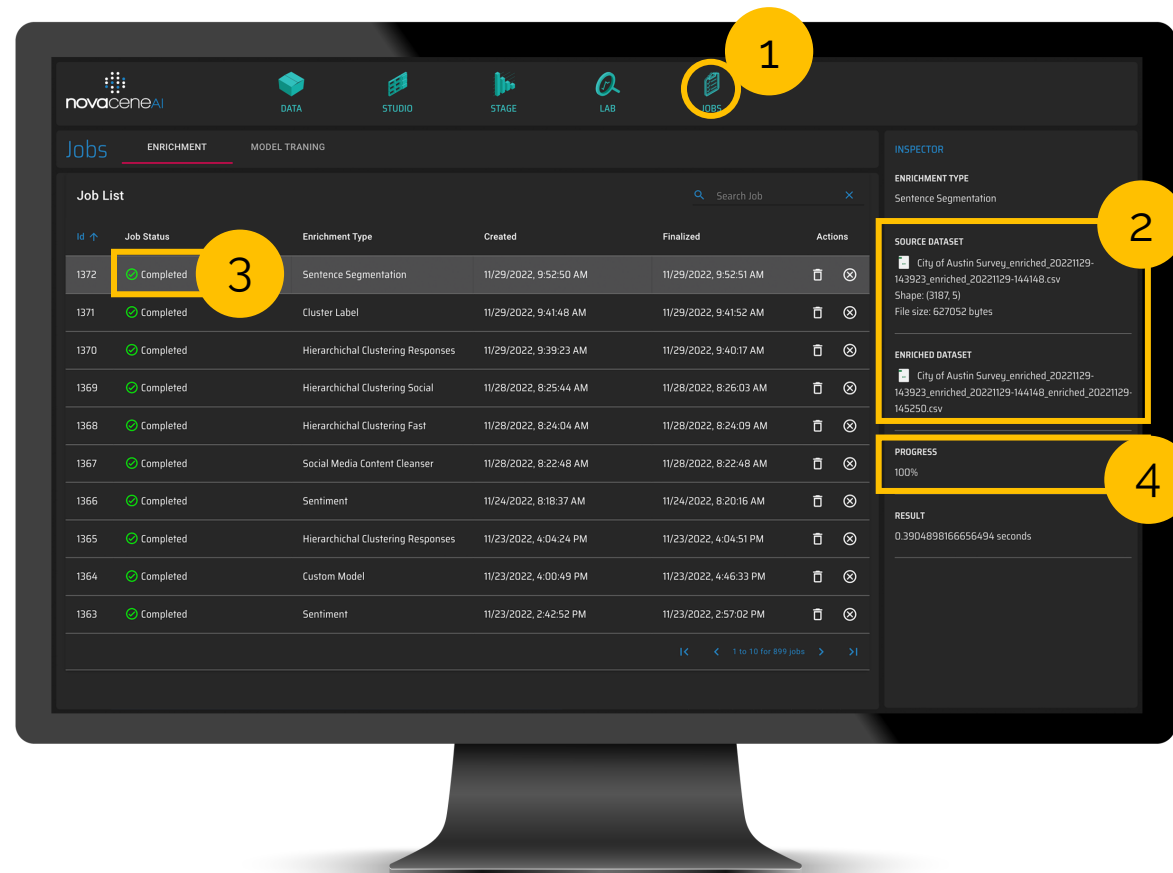 1
novaceneAI
DATA
STUDIO
STAGE
LAB
JOBS
Jobs
ENRICHMENT
MODEL TRANING
Job List
Search Job
Id Job Status Enrichment Type Created Finalized Actions
1372 Completed Sentence Segmentation 11/29/2022, 9:52:50 AM 11/29/2022, 9:52:51 AM
1371 Completed Cluster Label 11/29/2022, 9:41:48 AM 11/29/2022, 9:41:52 AM
1370 Completed Hierarchichal Clustering Responses 11/29/2022, 9:39:23 AM 11/29/2022, 9:40:17 AM
1369 Completed Hierarchichal Clustering Social 11/28/2022, 8:25:44 AM 11/28/2022, 8:26:03 AM
1368 Completed Hierarchichal Clustering Fast 11/28/2022, 8:24:04 AM 11/28/2022, 8:24:09 AM
1367 Completed Social Media Content Cleanser 11/28/2022, 8:22:48 AM 11/28/2022, 8:22:48 AM
1366 Completed Sentiment 11/24/2022, 8:18:37 AM 11/24/2022, 8:20:16 AM
1365 Completed Hierarchichal Clustering Responses 11/23/2022, 4:04:24 PM 11/23/2022, 4:04:51 PM
1364 Completed Custom Model 11/23/2022, 4:00:49 PM 11/23/2022, 4:46:33 PM
1363 Completed Sentiment 11/23/2022, 2:42:52 PM 11/23/2022, 2:57:02 PM
1 to 10 for 899 jobs
3
INSPECTOR
ENRICHMENT TYPE
Sentence Segmentation
2
SOURCE DATASET
City of Austin Survey_enriched_20221129-
143923_enriched_20221129-144148.csv
Shape: (3187, 5)
File size: 627052 bytes
ENRICHED DATASET
City of Austin Survey_enriched_20221129-
143923_enriched_20221129-144148_enriched_20221129-
145250.csv
PROGRESS
100%
4
RESULT
0.3904898166656494 seconds